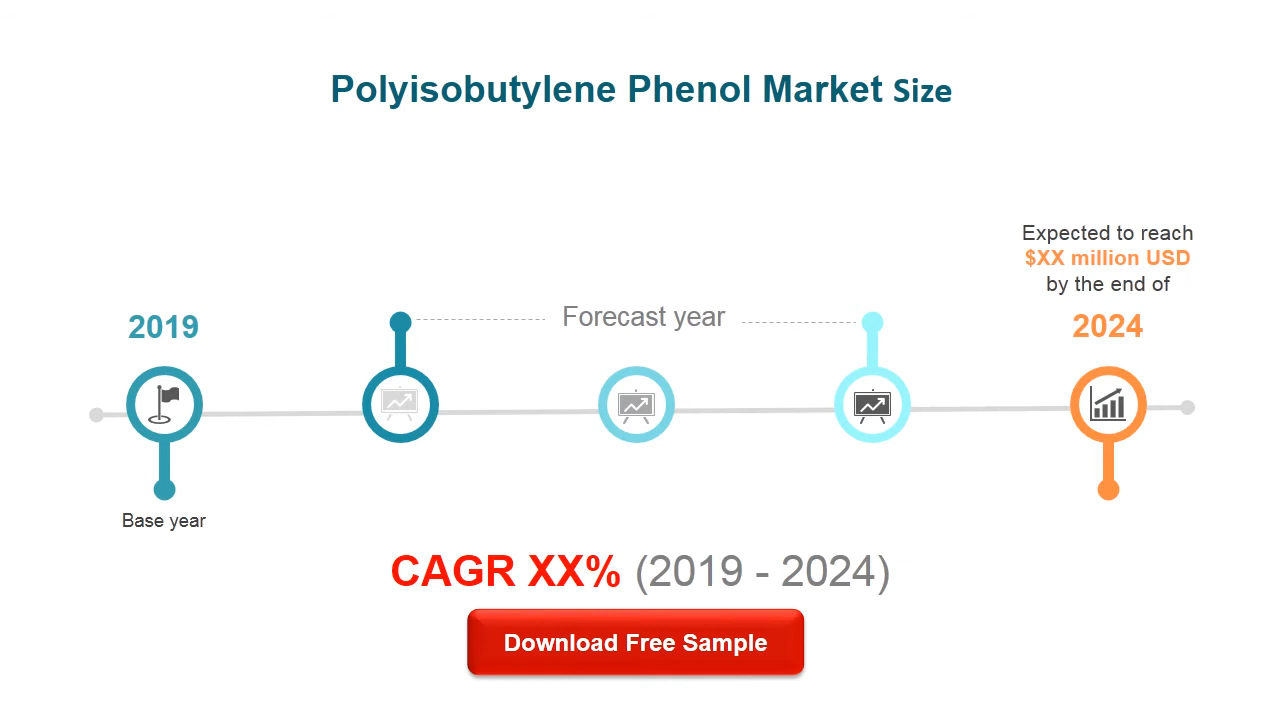 Polyisobutylene Phenol Market Size
Expected to reach
$XX million USD
by the end of
2024
2019
Forecast year
Base year
CAGR XX% (2019 - 2024)
Download Free Sample